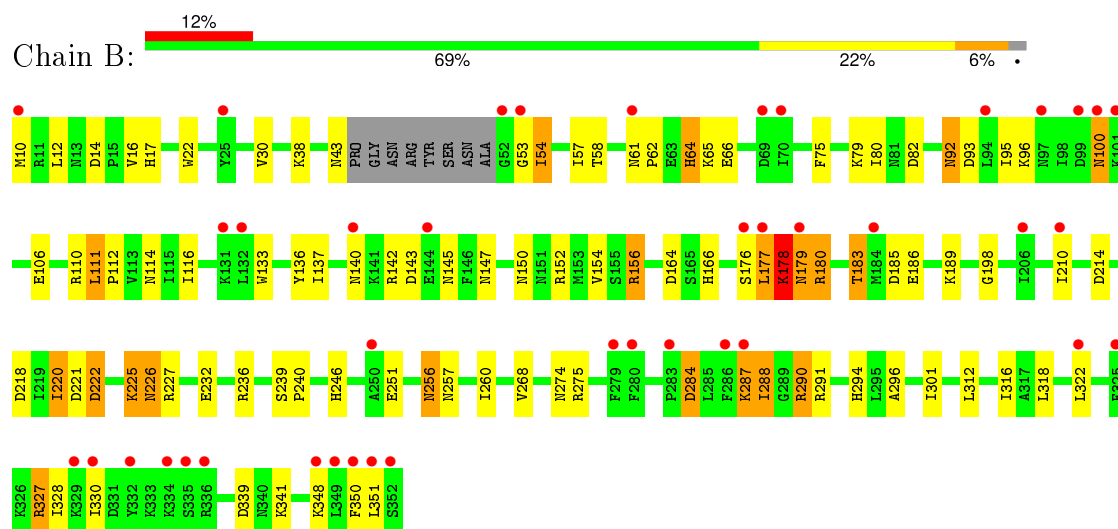 12%
Chain B:
69% 22% 6% •
M10 R11 L12 N13 D14 P15 V16 H17 W22 Y25 V30 K38 N43 PRO GLY ASN ARG TYR SER ASN ALA G52 G53 I54 I57 T58 N61 P62 E63 H64 K65 E66 D69 I70 F75 K79 I80 N81 D82 N92 D93 L94 I95 K96 N97 I98 D99 N100 K101
E106 R110 L111 P112 V113 N114 I115 I116 K131 L132 W133 Y136 I137 N140 K141 R142 D143 E144 N145 F146 N147 N150 N151 R152 M153 V154 S155 R156 D164 S165 H166 S176 L177 K178 N179 R180 T183 M184 D185 E186 K189 G198 I206 I210 D214
D218 I219 I220 D221 D222 K225 N226 R227 E232 R236 S239 P240 H246 A250 E251 N256 N257 I260 V268 N274 R275 F279 F280 P283 D284 L285 F286 K287 I288 G289 R290 R291 H294 L295 A296 I301 L312 I316 A317 L318 L322 E325
K326 R327 I328 K329 I330 D331 Y332 K333 K334 S335 R336 D339 N340 K341 K348 L349 F350 L351 S352